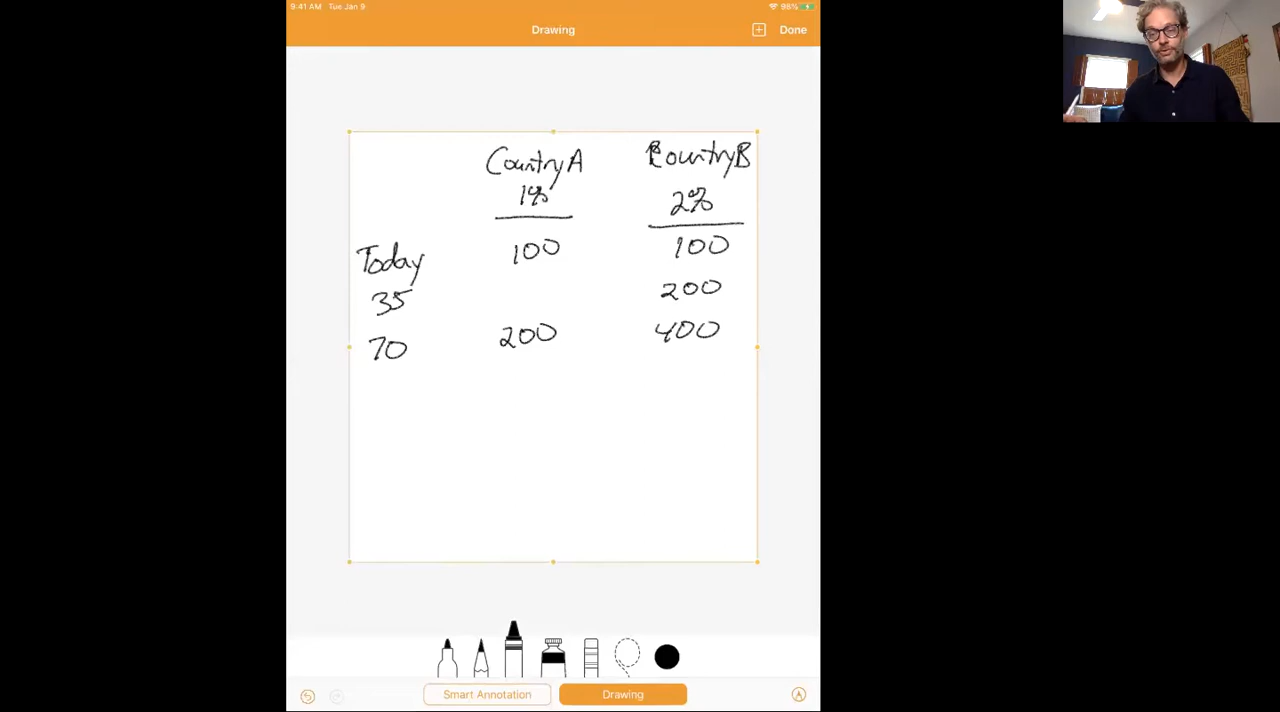 9:41 AM Tue Jan 9 98%
Drawing Done
Country A Country B
1% 2%
Today 100 100
35 200
70 200 400
Smart Annotation Drawing